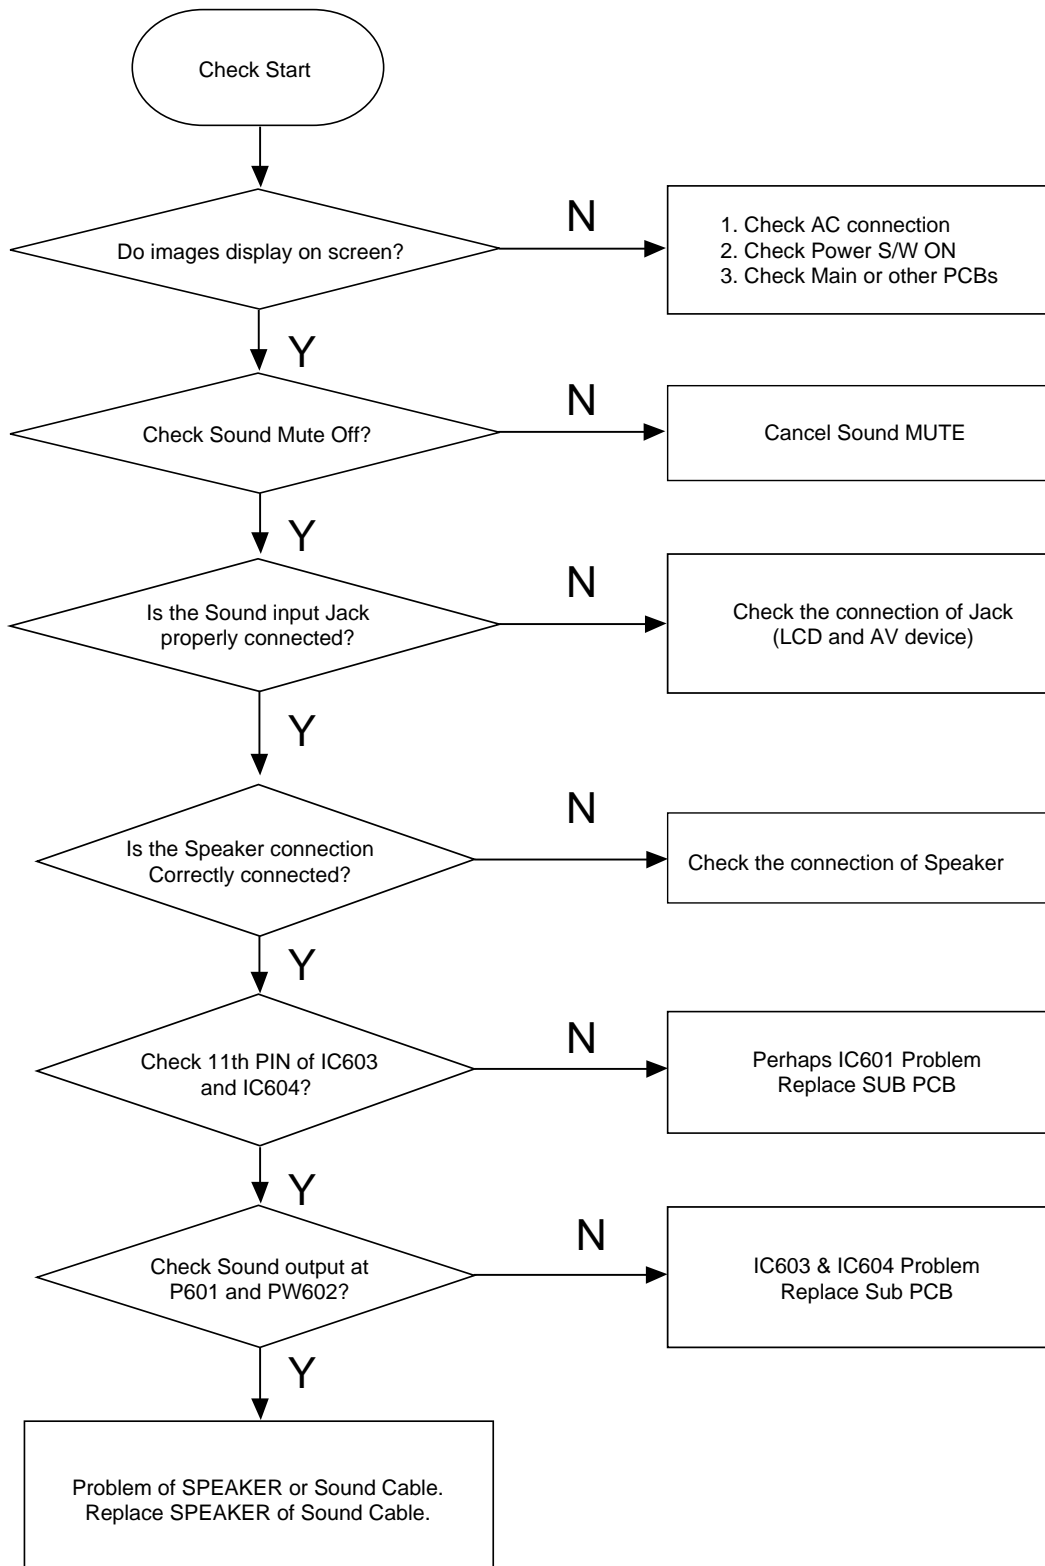 Check Start
Do images display on screen?
N
1. Check AC connection
2. Check Power S/W ON
3. Check Main or other PCBs
Y
Check Sound Mute Off?
N
Cancel Sound MUTE
Y
Is the Sound input Jack
properly connected?
N
Check the connection of Jack
(LCD and AV device)
Y
Is the Speaker connection
Correctly connected?
N
Check the connection of Speaker
Y
Check 11th PIN of IC603
and IC604?
N
Perhaps IC601 Problem
Replace SUB PCB
Y
Check Sound output at
P601 and PW602?
N
IC603 & IC604 Problem
Replace Sub PCB
Y
Problem of SPEAKER or Sound Cable.
Replace SPEAKER of Sound Cable.